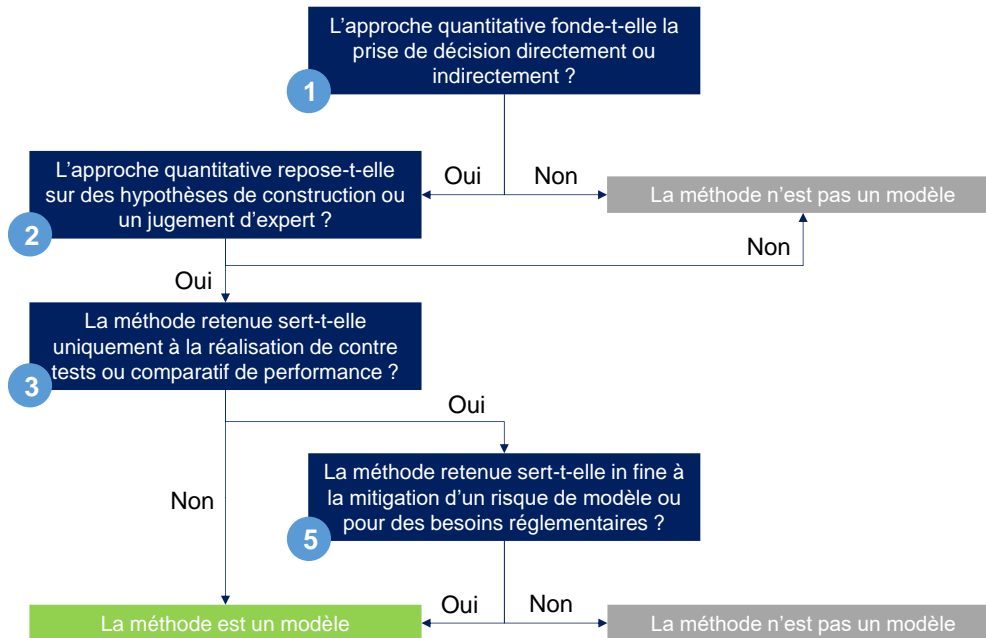 L’approche quantitative fonde-t-elle la
prise de décision directement ou
indirectement ?
1
L’approche quantitative repose-t-elle
sur des hypothèses de construction ou
un jugement d’expert ?
2
Oui
Non
La méthode n’est pas un modèle
Non
Oui
La méthode retenue sert-t-elle
uniquement à la réalisation de contre
tests ou comparatif de performance ?
3
Oui
La méthode retenue sert-t-elle in fine à
la mitigation d’un risque de modèle ou
pour des besoins réglementaires ?
5
Non
La méthode est un modèle
Oui
Non
La méthode n’est pas un modèle